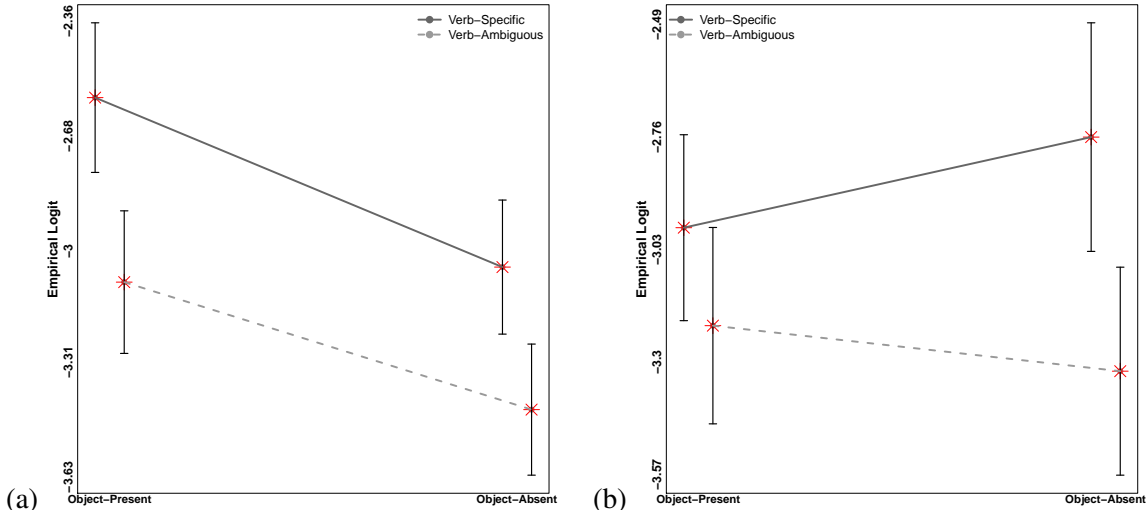 Verb−Specific
Verb−Ambiguous
Empirical Logit
−2.36
−2.68
−3
−3.31
−3.63
Object−Present
Object−Absent
(a)
Verb−Specific
Verb−Ambiguous
Empirical Logit
−2.49
−2.76
−3.03
−3.3
−3.57
Object−Present
Object−Absent
(b)